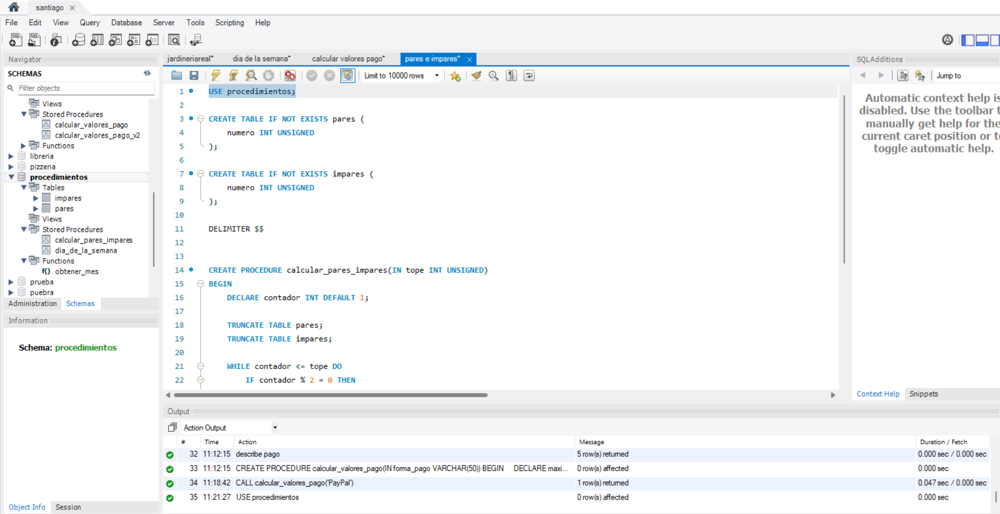 santiago
File Edit View Query Database Server Tools Scripting Help
Navigator
SCHEMAS
Filter objects
Views
Stored Procedures
calcular_valores_pago
calcular_valores_pago_v2
Functions
libreria
pizzeria
procedimientos
Tables
impares
pares
Views
Stored Procedures
calcular_pares_impares
dia_de_la_semana
Functions
f() obtener_mes
prueba
puebra
Administration Schemas
Information
Schema: procedimientos
Object Info Session
jardineriareal* dia de la semana* calcular valores pago* pares e impares*
Limit to 10000 rows
1 USE procedimientos;
2
3 CREATE TABLE IF NOT EXISTS pares (
4 numero INT UNSIGNED
5 );
6
7 CREATE TABLE IF NOT EXISTS impares (
8 numero INT UNSIGNED
9 );
10
11 DELIMITER $$
12
13
14 CREATE PROCEDURE calcular_pares_impares(IN tope INT UNSIGNED)
15 BEGIN
16 DECLARE contador INT DEFAULT 1;
17
18 TRUNCATE TABLE pares;
19 TRUNCATE TABLE impares;
20
21 WHILE contador <= tope DO
22 IF contador % 2 = 0 THEN
SQLAdditions
Jump to
Automatic context help is
disabled. Use the toolbar t
manually get help for the
current caret position or t
toggle automatic help.
Context Help Snippets
Output
Action Output
# Time Action Message Duration / Fetch
32 11:12:15 describe pago 5 row(s) returned 0.000 sec / 0.000 sec
33 11:12:15 CREATE PROCEDURE calcular_valores_pago(IN forma_pago VARCHAR(50)) BEGIN DECLARE maxi... 0 row(s) affected 0.000 sec
34 11:18:42 CALL calcular_valores_pago('PayPal') 1 row(s) returned 0.047 sec / 0.000 sec
35 11:21:27 USE procedimientos 0 row(s) affected 0.000 sec